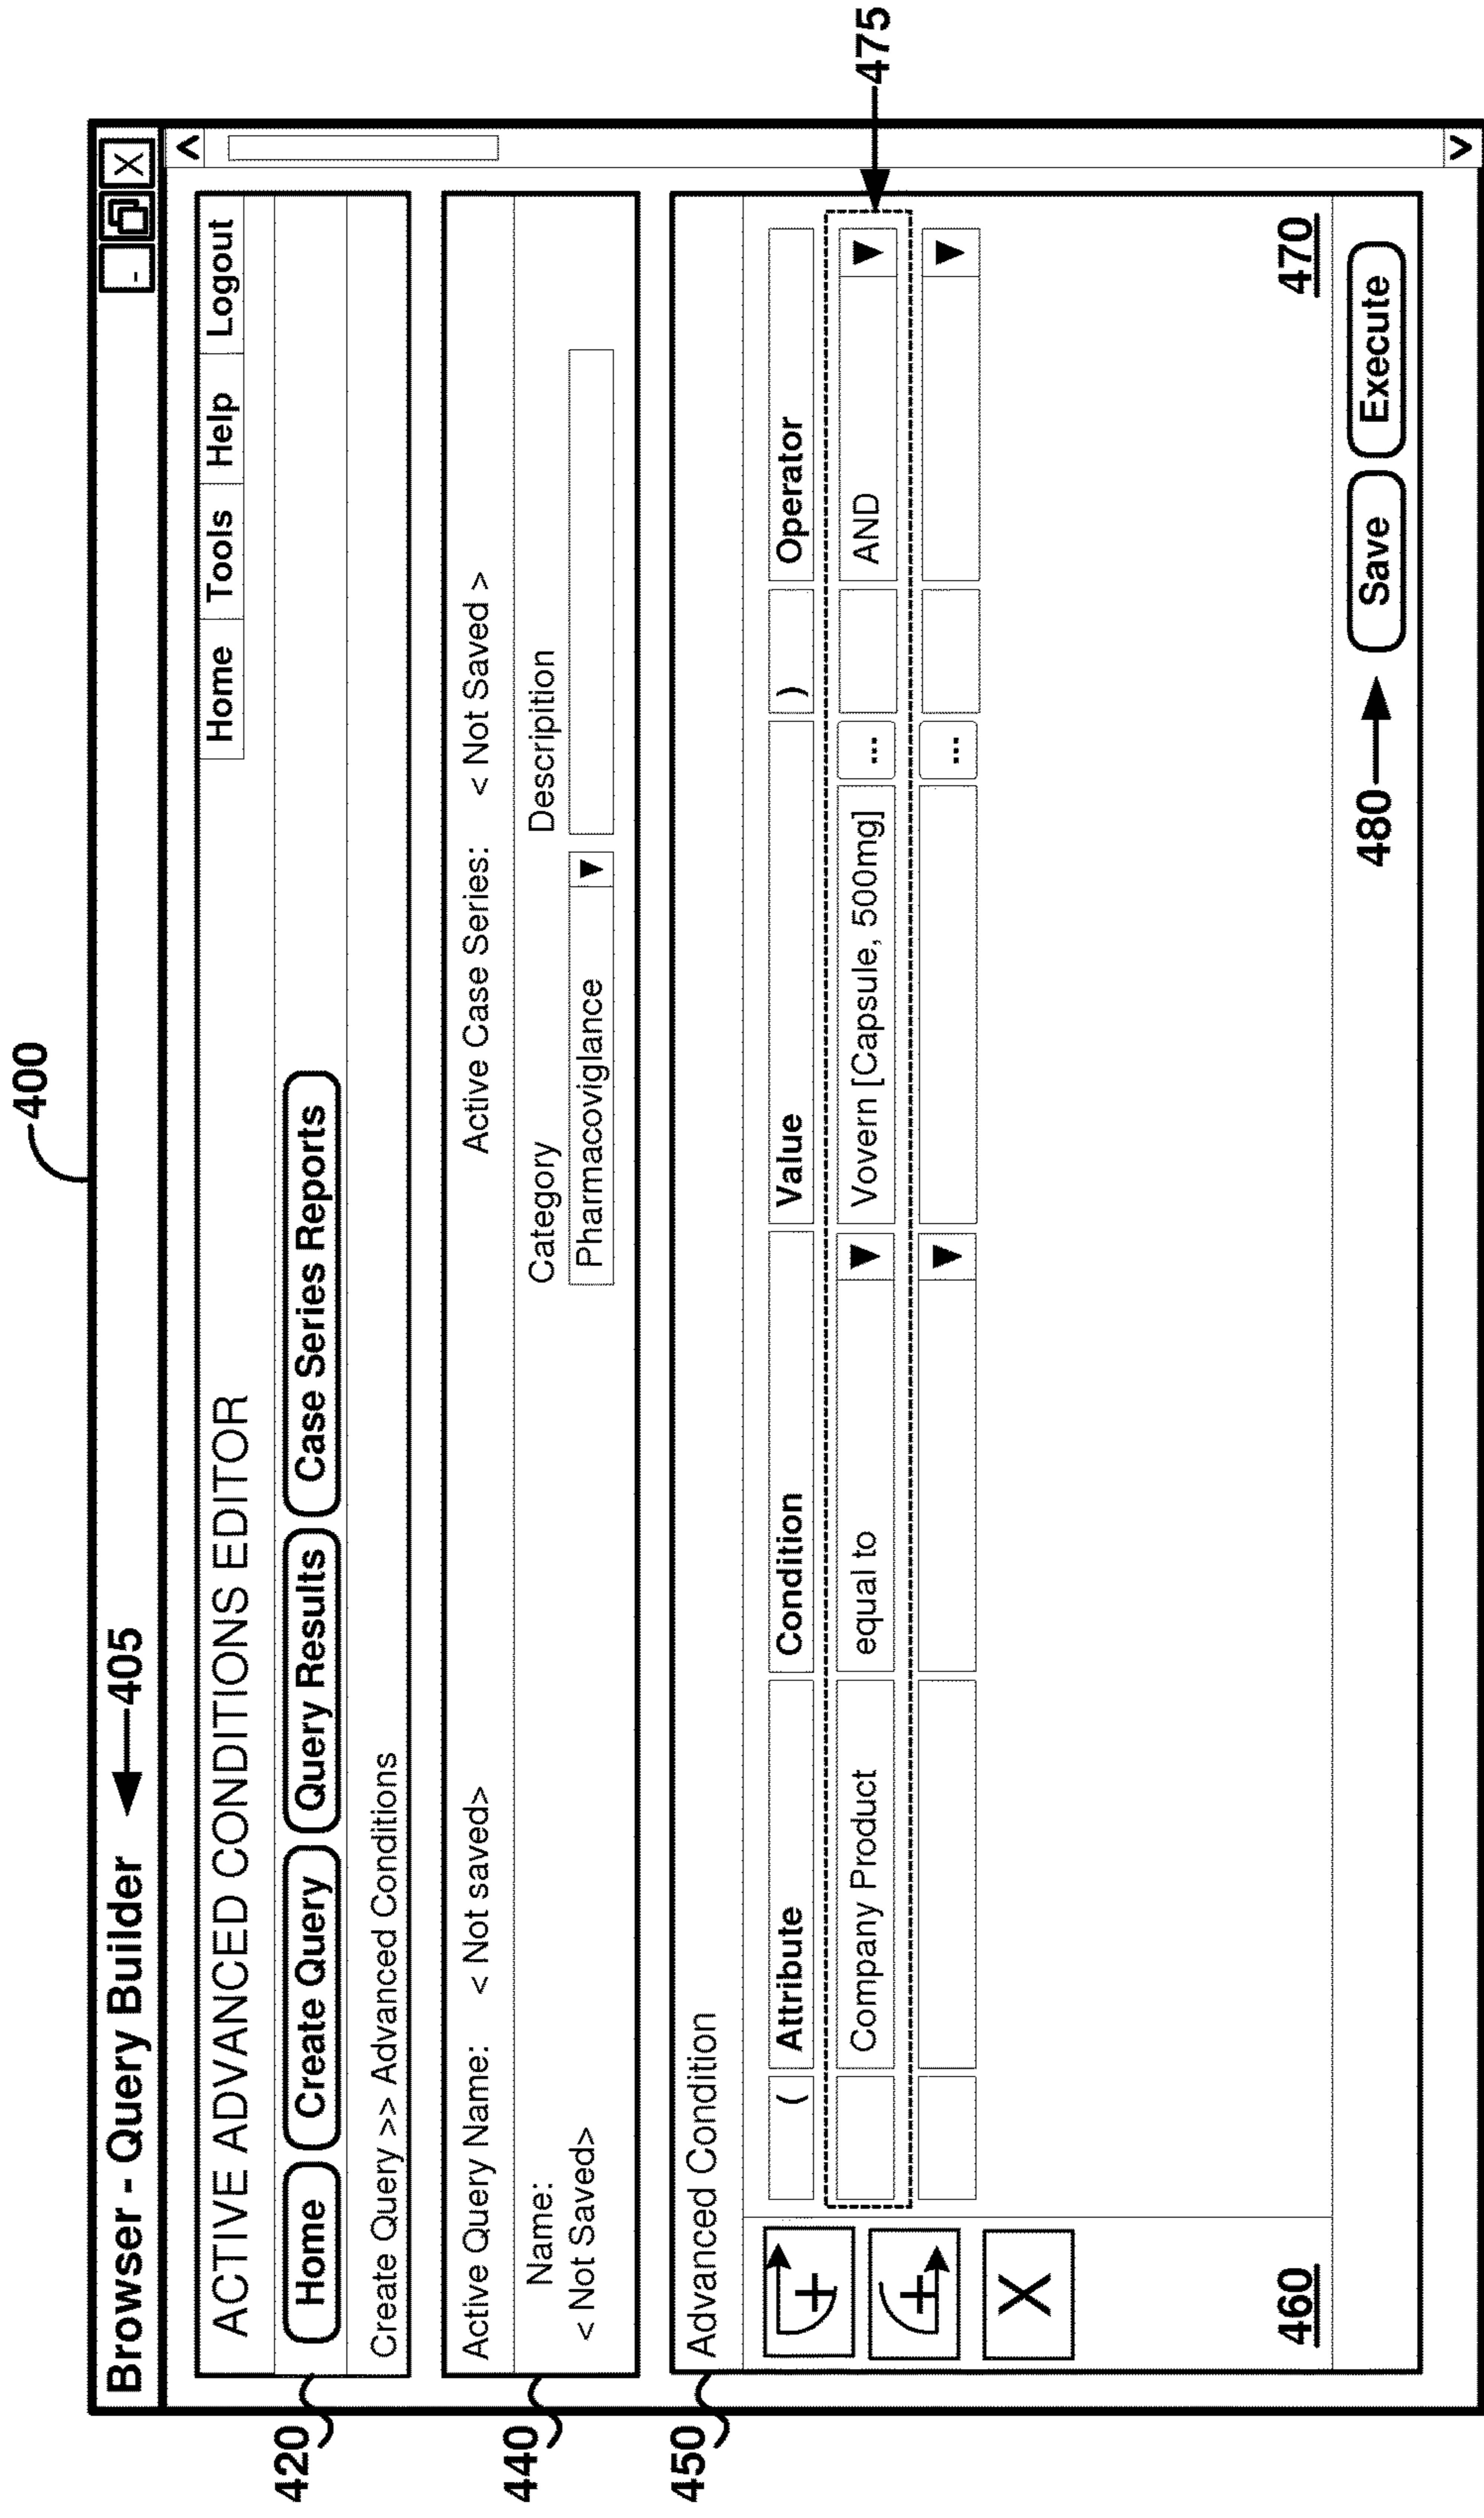 400
Browser - Query Builder 405 - X
ACTIVE ADVANCED CONDITIONS EDITOR Home Tools Help Logout
420 Home Create Query Query Results Case Series Reports
Create Query >> Advanced Conditions
Active Query Name: < Not saved> Active Case Series: < Not Saved >
440 Name: Category Descripition
< Not Saved> Pharmacoviglance
450 Advanced Condition
( Attribute Condition Value ) Operator
Company Product equal to Vovern [Capsule, 500mg] ... AND 475
...
X
460 470
480 Save Execute